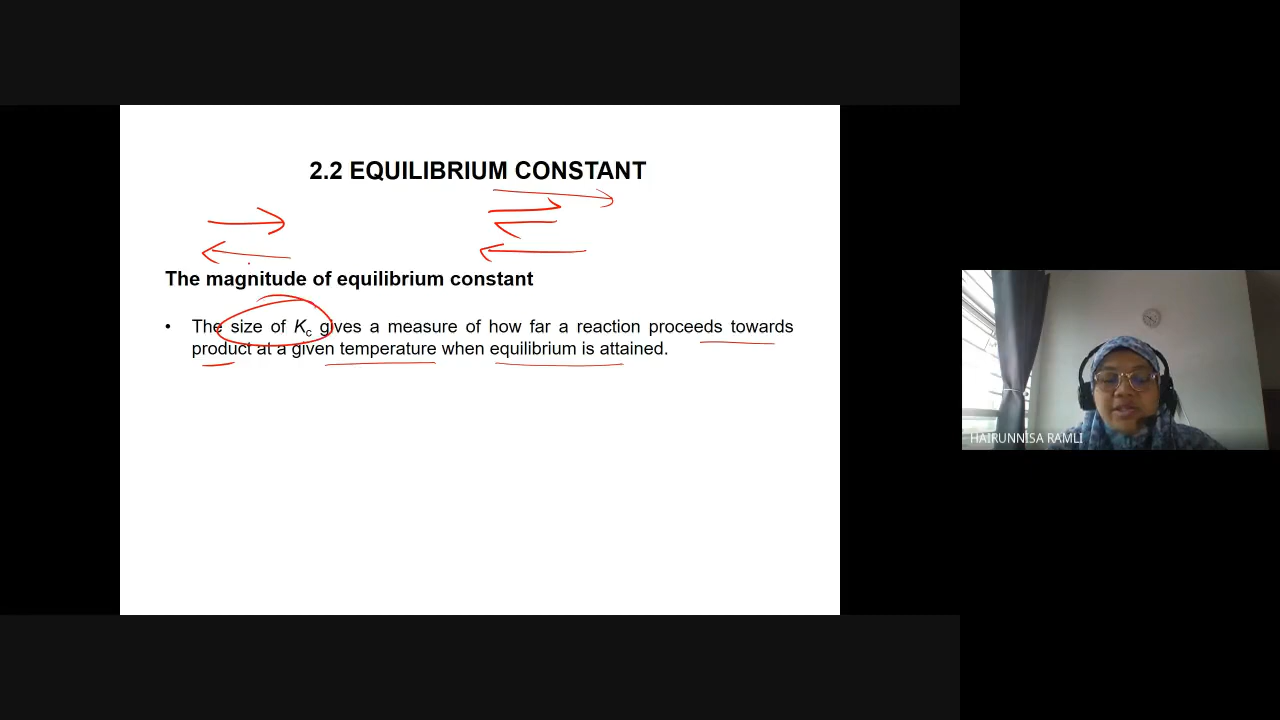 2.2 EQUILIBRIUM CONSTANT
The magnitude of equilibrium constant
• The size of Kc gives a measure of how far a reaction proceeds towards
product at a given temperature when equilibrium is attained.
HAIRUNNISA RAMLI